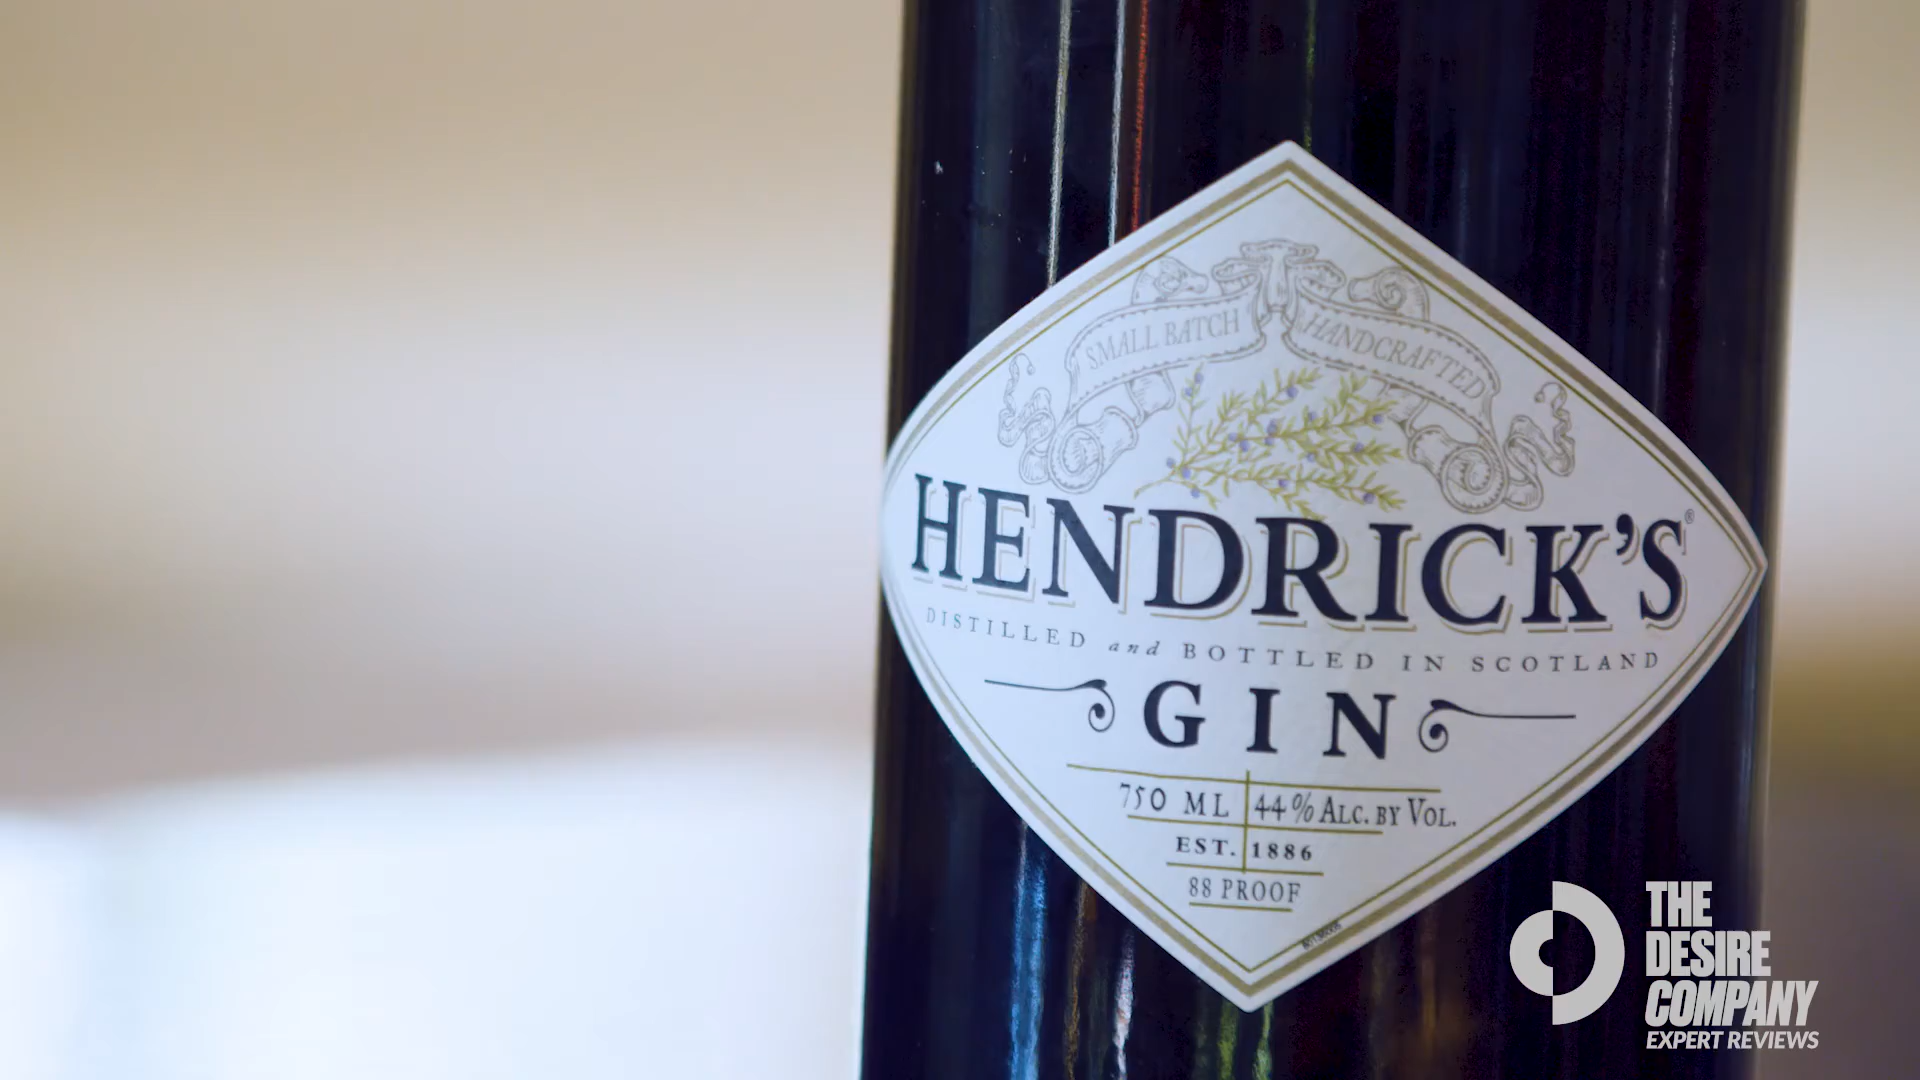 SMALL BATCH HANDCRAFTED
HENDRICK'S®
DISTILLED and BOTTLED IN SCOTLAND
GIN
750 ML 44% ALC. BY VOL.
EST. 1886
88 PROOF
THE
DESIRE
COMPANY
EXPERT REVIEWS